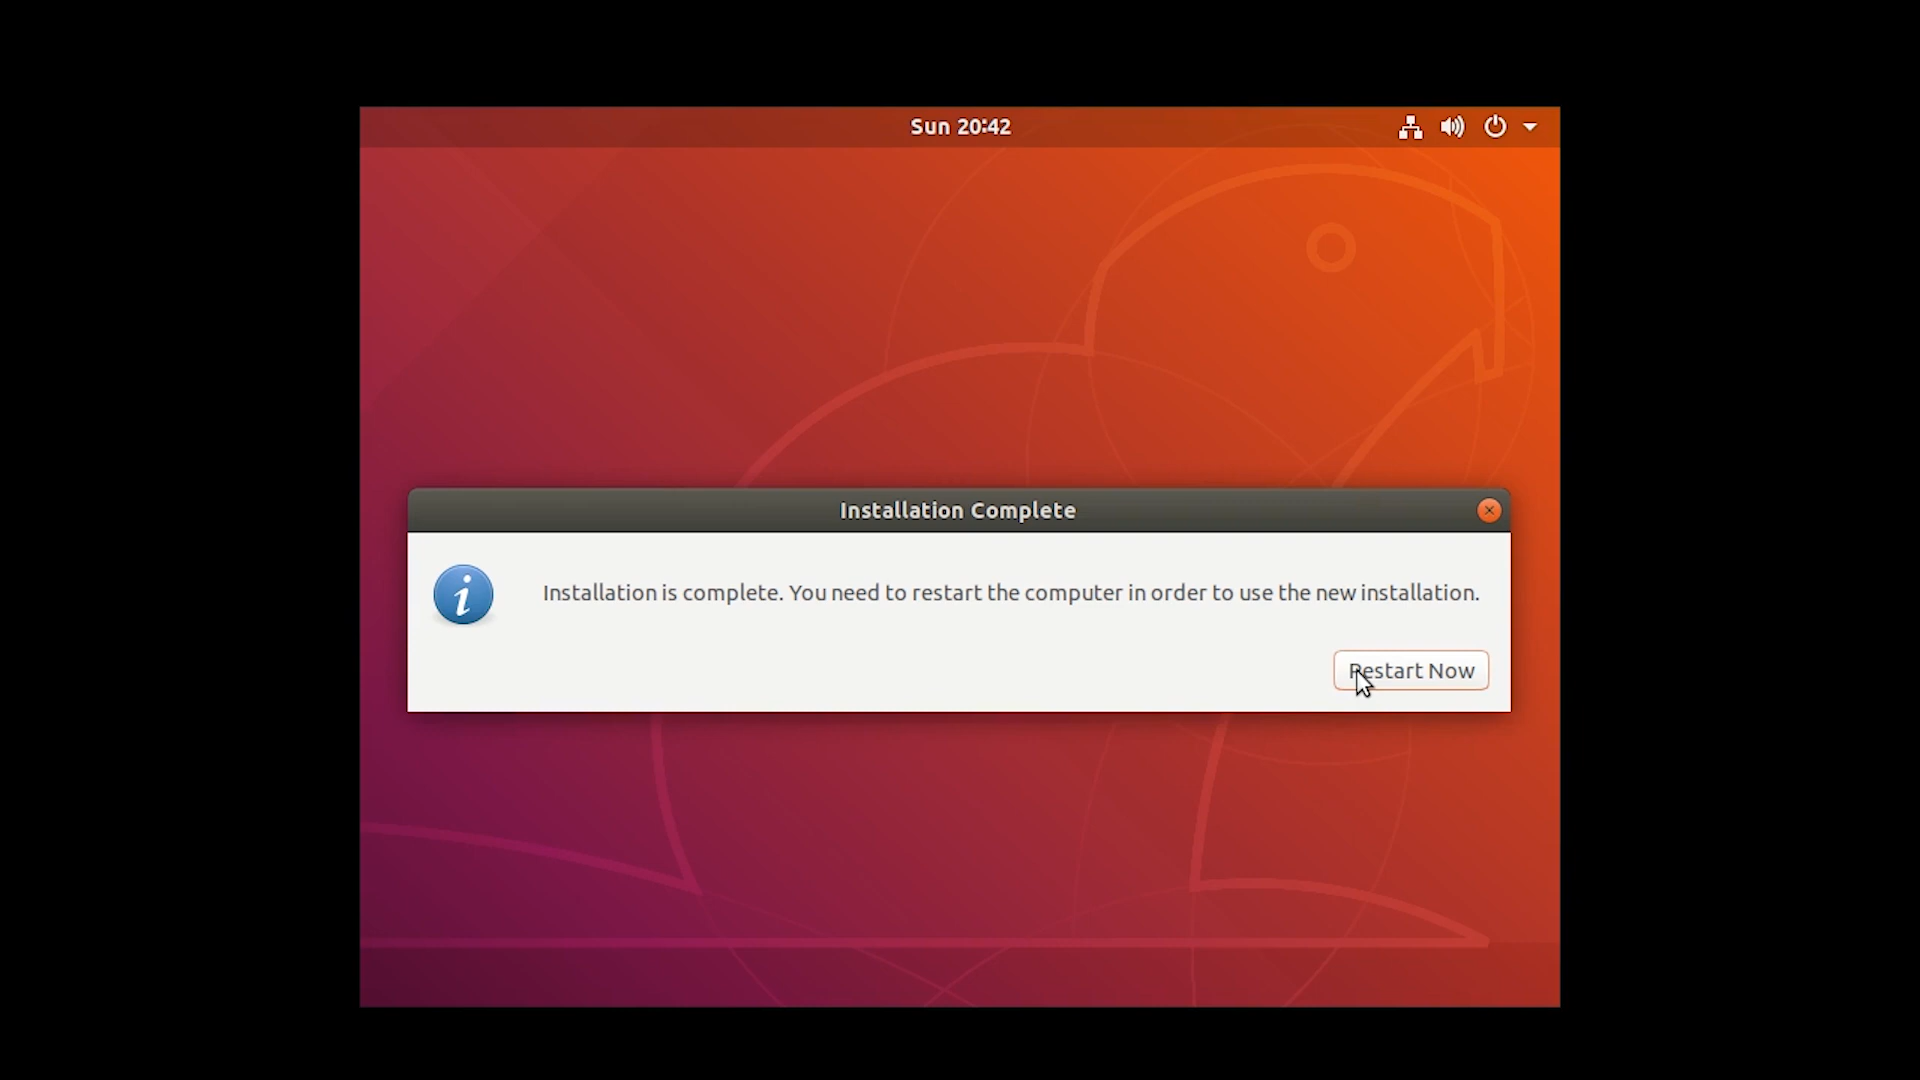 Sun 20:42
Installation Complete
Installation is complete. You need to restart the computer in order to use the new installation.
Restart Now